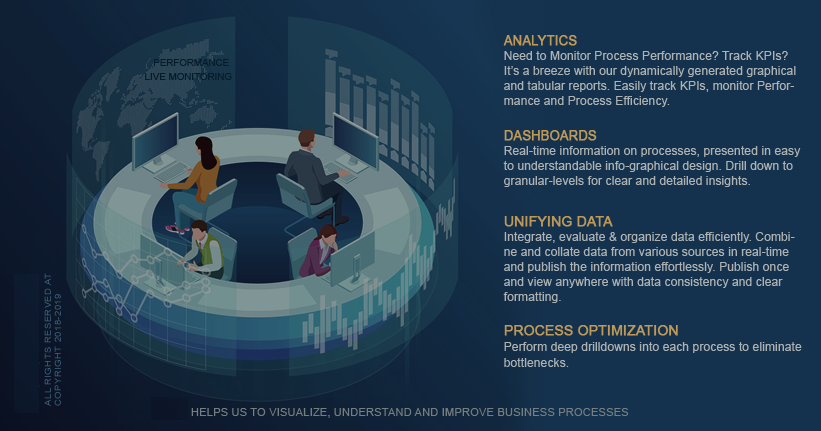 PERFORMANCE
LIVE MONITORING
ANALYTICS
Need to Monitor Process Performance? Track KPIs?
It's a breeze with our dynamically generated graphical
and tabular reports. Easily track KPIs, monitor Perfor-
mance and Process Efficiency.
DASHBOARDS
Real-time information on processes, presented in easy
to understandable info-graphical design. Drill down to
granular-levels for clear and detailed insights.
UNIFYING DATA
Integrate, evaluate & organize data efficiently. Combi-
ne and collate data from various sources in real-time
and publish the information effortlessly. Publish once
and view anywhere with data consistency and clear
formatting.
PROCESS OPTIMIZATION
Perform deep drilldowns into each process to eliminate
bottlenecks.
ALL RIGHTS RESERVED AT
COPYRIGHT 2018-2019
HELPS US TO VISUALIZE, UNDERSTAND AND IMPROVE BUSINESS PROCESSES